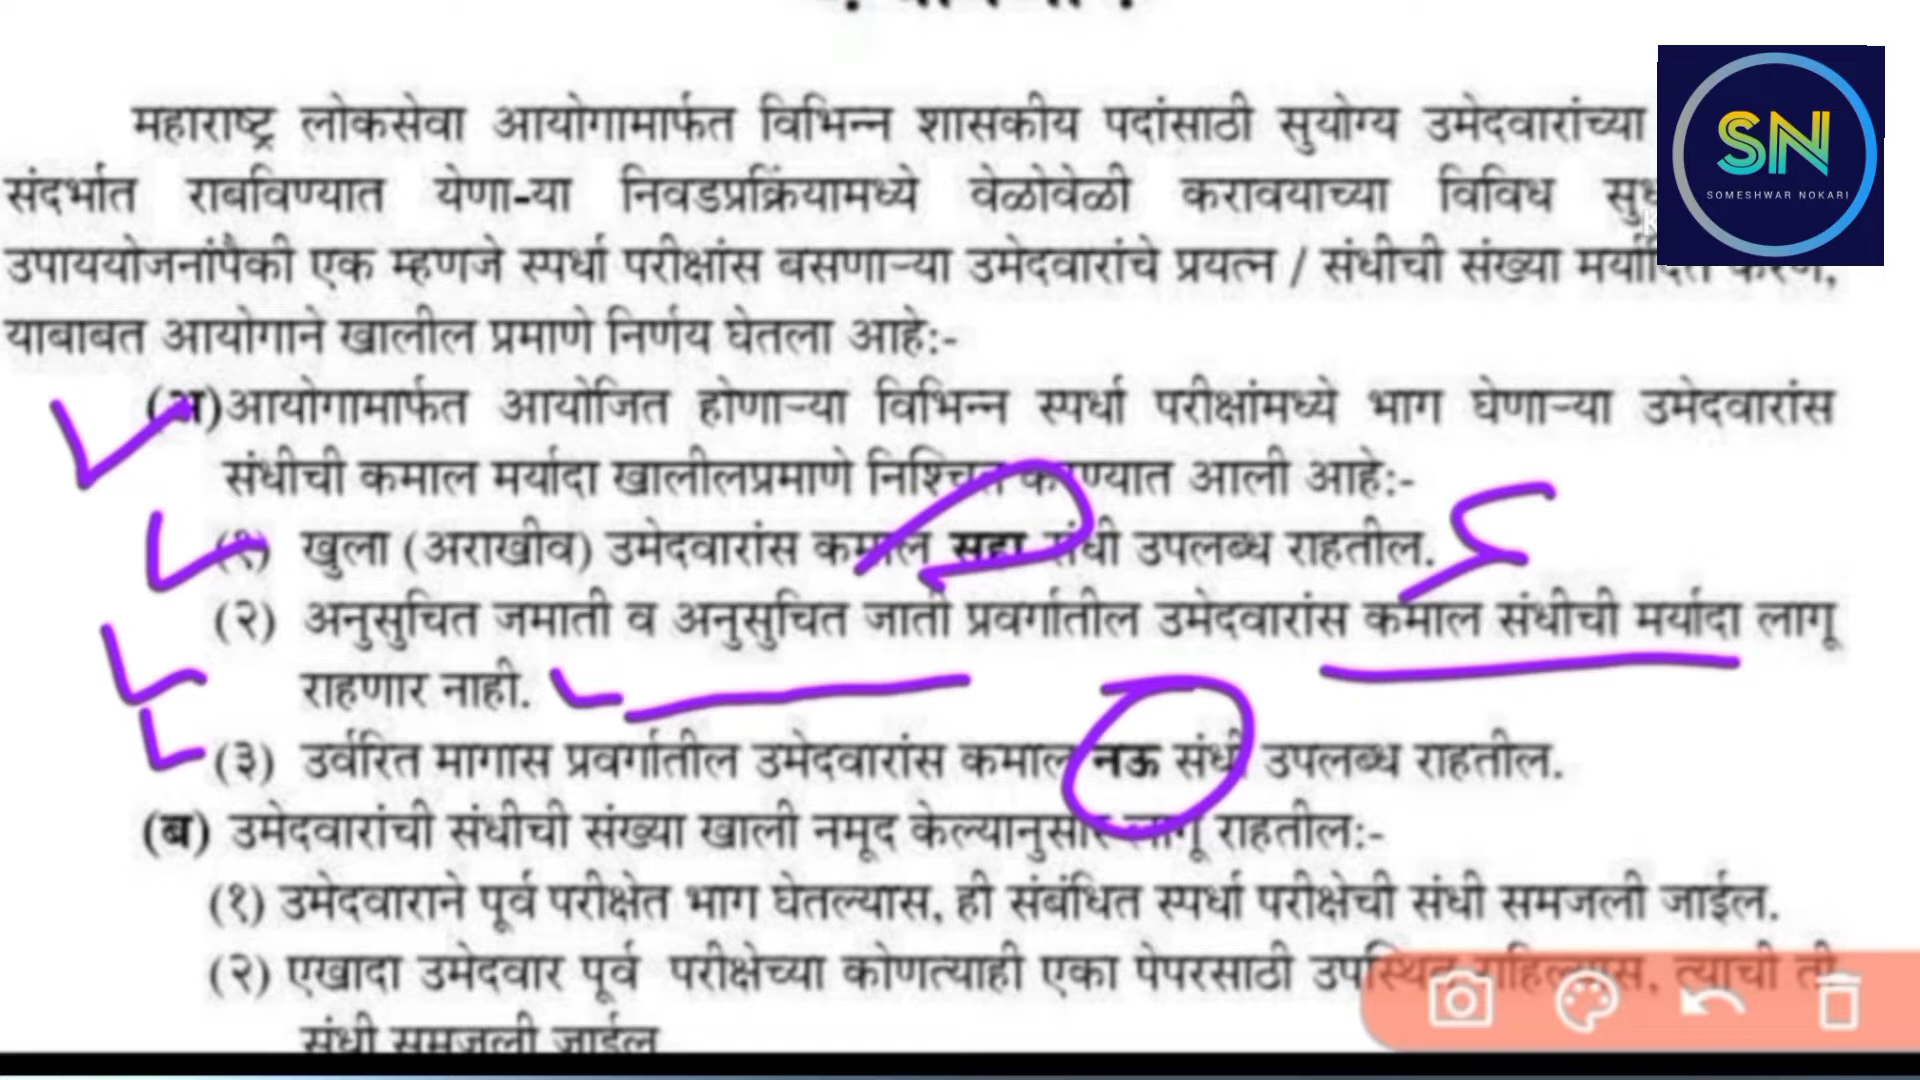 महाराष्ट्र लोकसेवा आयोगामार्फत विभिन्न शासकीय पदांसाठी सुयोग्य उमेदवारांच्या
संदर्भात राबविण्यात येणा-या निवडप्रक्रियामध्ये वेळोवेळी करावयाच्या विविध
उपाययोजनांपैकी एक म्हणजे स्पर्धा परीक्षांस बसणाऱ्या उमेदवारांचे प्रयत्न / संधीची संख्या मर्यादित करणे,
याबाबत आयोगाने खालील प्रमाणे निर्णय घेतला आहे:-
(अ)आयोगामार्फत आयोजित होणाऱ्या विभिन्न स्पर्धा परीक्षांमध्ये भाग घेणाऱ्या उमेदवारांस
संधीची कमाल मर्यादा खालीलप्रमाणे निश्चित करण्यात आली आहे:-
(१) खुला (अराखीव) उमेदवारांस कमाल सहा संधी उपलब्ध राहतील.
(२) अनुसुचित जमाती व अनुसुचित जाती प्रवर्गातील उमेदवारांस कमाल संधीची मर्यादा लागू
राहणार नाही.
(३) उर्वरित मागास प्रवर्गातील उमेदवारांस कमाल नऊ संधी उपलब्ध राहतील.
(ब) उमेदवारांची संधीची संख्या खाली नमूद केल्यानुसार लागू राहतील:-
(१) उमेदवाराने पूर्व परीक्षेत भाग घेतल्यास, ही संबंधित स्पर्धा परीक्षेची संधी समजली जाईल.
(२) एखादा उमेदवार पूर्व परीक्षेच्या कोणत्याही एका पेपरसाठी उपस्थित राहिल्यास, त्याची ती
संधी समजली जाईल
SN
SOMESHWAR NOKARI